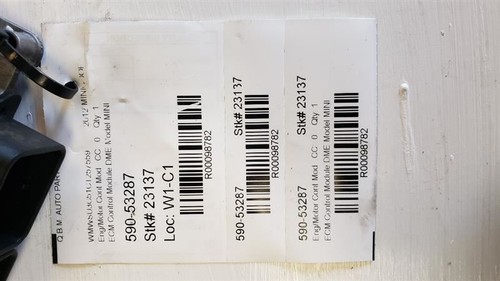 Q.B.M. AUTO PAR
2012 MINI
Eng/Motor Cont Mod CC 0 Qty 1
ECM Control Module DME Model MINI
590-53287
Stk# 23137
Loc: W1-C1
R00098782
590-53287 Stk# 23137
R00098782
590-53287 Stk# 23137
Eng/Motor Cont Mod CC 0 Qty 1
ECM Control Module DME Model MINI
R00098782